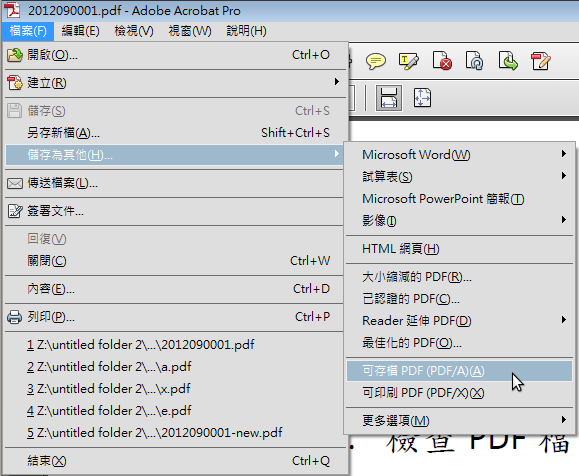 2012090001.pdf - Adobe Acrobat Pro
檔案(F) 編輯(E) 檢視(V) 視窗(W) 說明(H)
開啟(O)... Ctrl+O
建立(R)
儲存(S) Ctrl+S
另存新檔(A)... Shift+Ctrl+S
儲存為其他(H)...
傳送檔案(L)...
簽署文件...
回復(V)
關閉(C) Ctrl+W
內容(E)... Ctrl+D
列印(P)... Ctrl+P
1 Z:\untitled folder 2\...\2012090001.pdf
2 Z:\untitled folder 2\...\a.pdf
3 Z:\untitled folder 2\...\x.pdf
4 Z:\untitled folder 2\...\e.pdf
5 Z:\untitled folder 2\...\2012090001-new.pdf
結束(X) Ctrl+Q
Microsoft Word(W)
試算表(S)
Microsoft PowerPoint 簡報(T)
影像(I)
HTML 網頁(H)
大小縮減的 PDF(R)...
已認證的 PDF(C)...
Reader 延伸 PDF(D)
最佳化的 PDF(O)...
可存檔 PDF (PDF/A)(A)
可印刷 PDF (PDF/X)(X)
更多選項(M)
. 檢查 PDF 檔